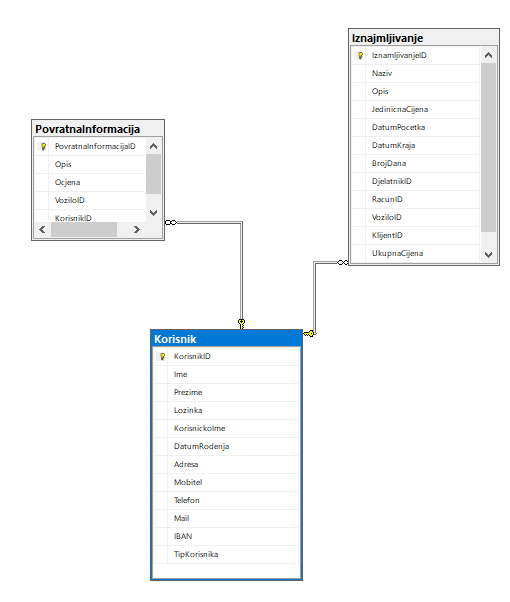 Iznajmljivanje
IznamljivanjeID
Naziv
Opis
JedinicnaCijena
DatumPocetka
DatumKraja
BrojDana
DjelatnikID
RacunID
VoziloID
KlijentID
UkupnaCijena
PovratnaInformacija
PovratnaInformacijaID
Opis
Ocjena
VoziloID
KorisnikID
Korisnik
KorisnikID
Ime
Prezime
Lozinka
KorisnickoIme
DatumRodenja
Adresa
Mobitel
Telefon
Mail
IBAN
TipKorisnika